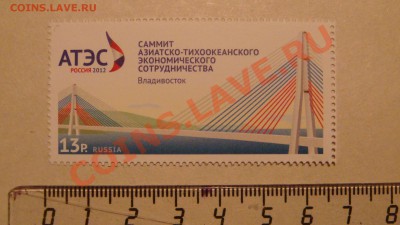 COINS.LAVE.RU
АТЭС
РОССИЯ 2012
САММИТ
АЗИАТСКО-ТИХООКЕАНСКОГО
ЭКОНОМИЧЕСКОГО
СОТРУДНИЧЕСТВА
Владивосток
COINS.LAVE.RU
13 Р.
RUSSIA
0 1 2 3 4 5 6 7 8